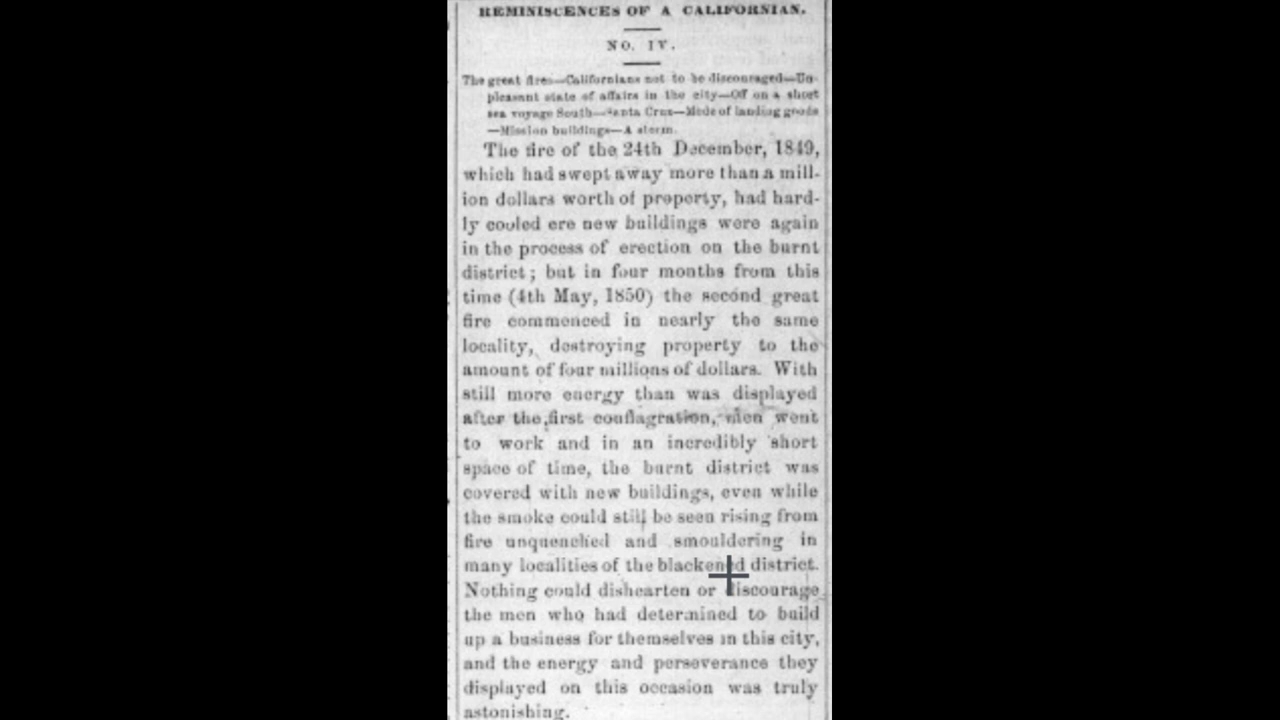 REMINISCENCES OF A CALIFORNIAN.
NO. IV.
The great fire—Californians not to be discouraged—Un-
pleasant state of affairs in the city—Off on a short
sea voyage South—Santa Cruz—Mode of landing goods
—Mission buildings—A storm.
The fire of the 24th December, 1849,
which had swept away more than a mill-
ion dollars worth of property, had hard-
ly cooled ere new buildings were again
in the process of erection on the burnt
district; but in four months from this
time (4th May, 1850) the second great
fire commenced in nearly the same
locality, destroying property to the
amount of four millions of dollars. With
still more energy than was displayed
after the first conflagration, men went
to work and in an incredibly short
space of time, the burnt district was
covered with new buildings, even while
the smoke could still be seen rising from
fire unquenched and smouldering in
many localities of the blackened district.
Nothing could dishearten or discourage
the men who had determined to build
up a business for themselves in this city,
and the energy and perseverance they
displayed on this occasion was truly
astonishing.